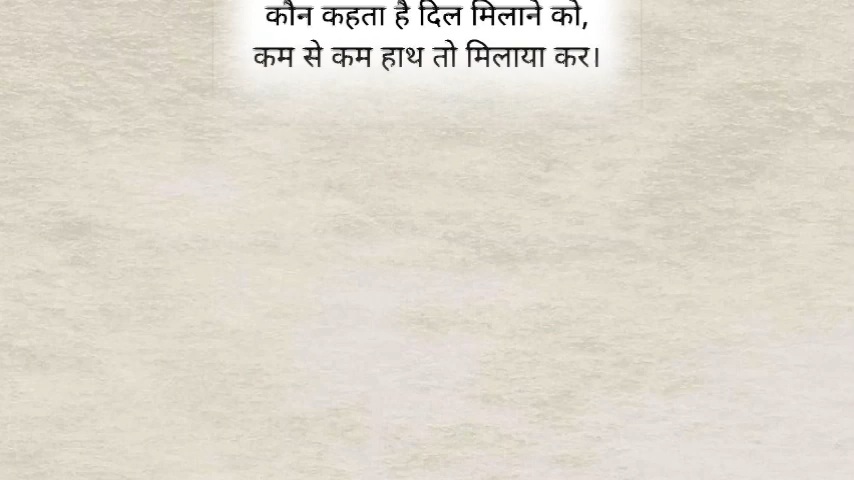 कौन कहता है दिल मिलाने को,
कम से कम हाथ तो मिलाया कर।